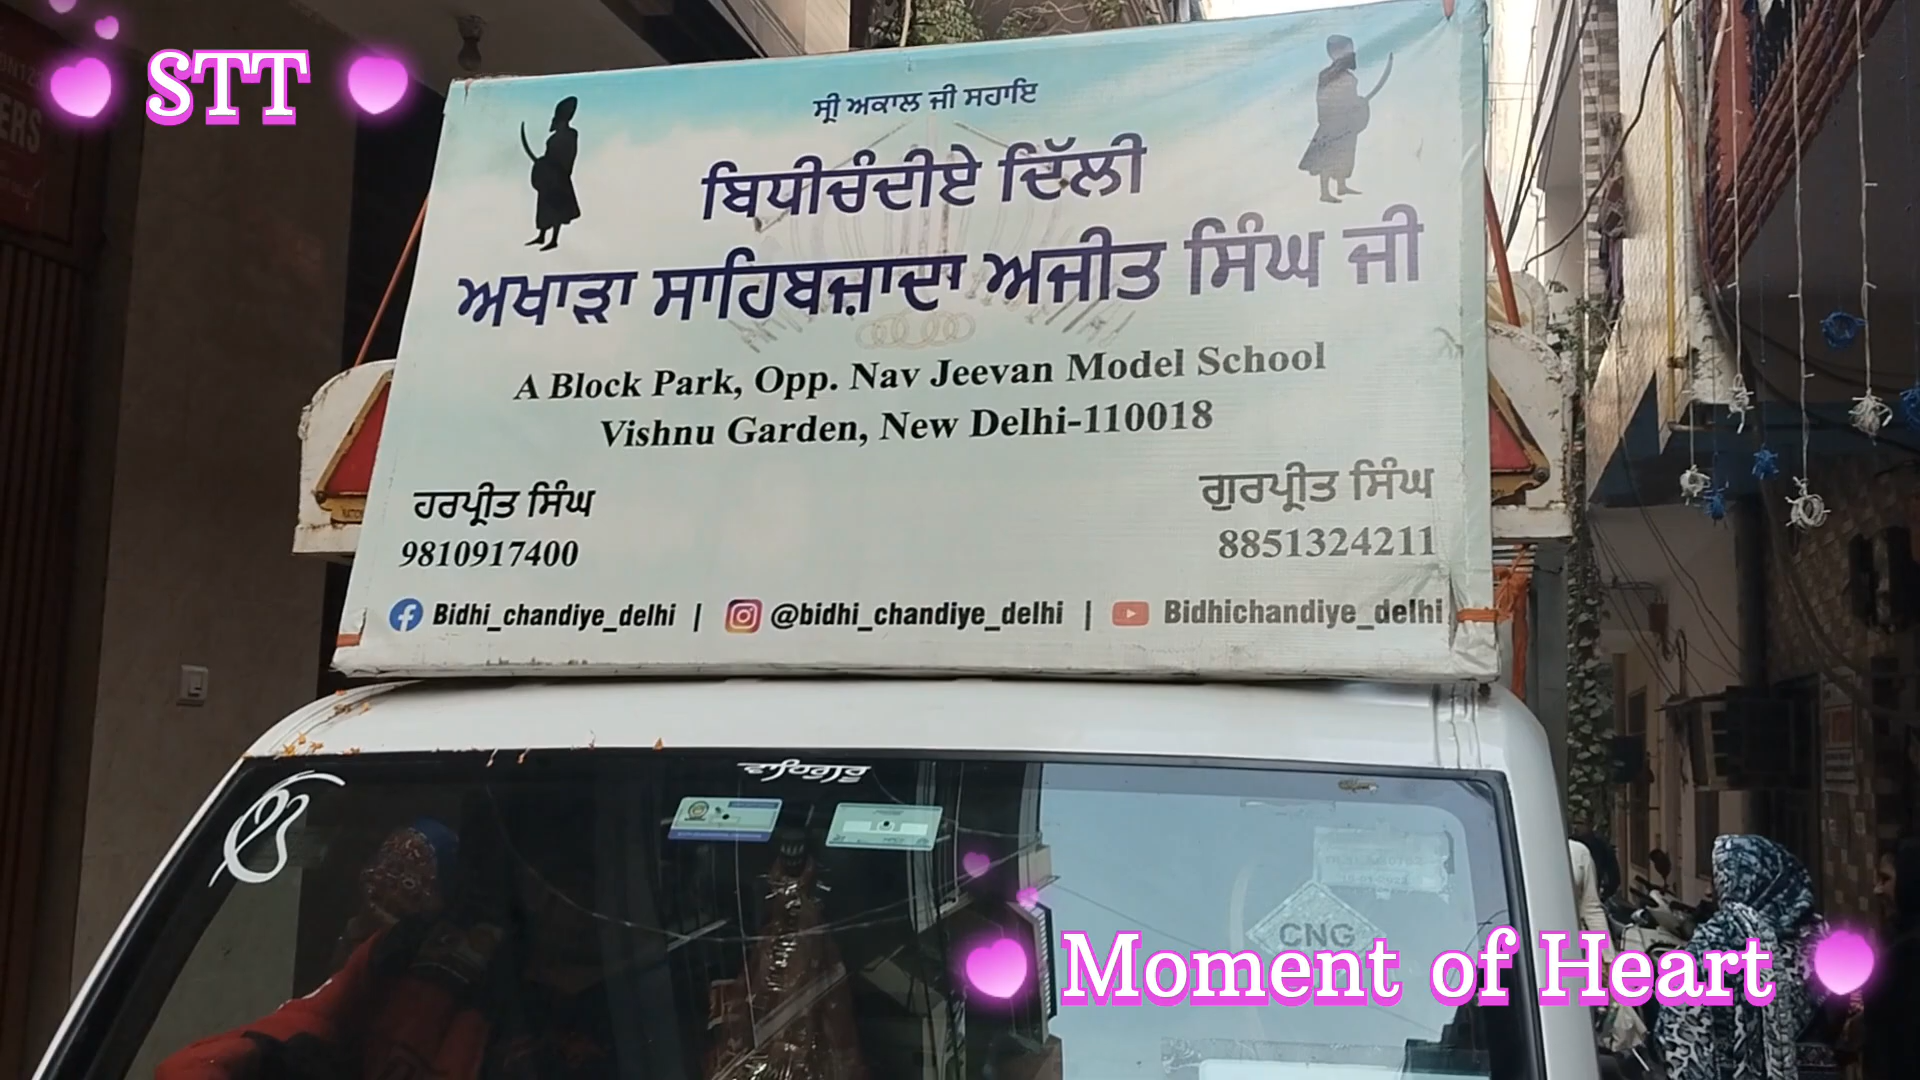 STT
ਸ੍ਰੀ ਅਕਾਲ ਜੀ ਸਹਾਇ
ਬਿਧੀਚੰਦੀਏ ਦਿੱਲੀ
ਅਖਾੜਾ ਸਾਹਿਬਜ਼ਾਦਾ ਅਜੀਤ ਸਿੰਘ ਜੀ
A Block Park, Opp. Nav Jeevan Model School
Vishnu Garden, New Delhi-110018
ਹਰਪ੍ਰੀਤ ਸਿੰਘ
9810917400
ਗੁਰਪ੍ਰੀਤ ਸਿੰਘ
8851324211
Bidhi_chandiye_delhi | @bidhi_chandiye_delhi | Bidhichandiye_delhi
ਵਾਹਿਗੁਰੂ
ੴ
CNG
Moment of Heart